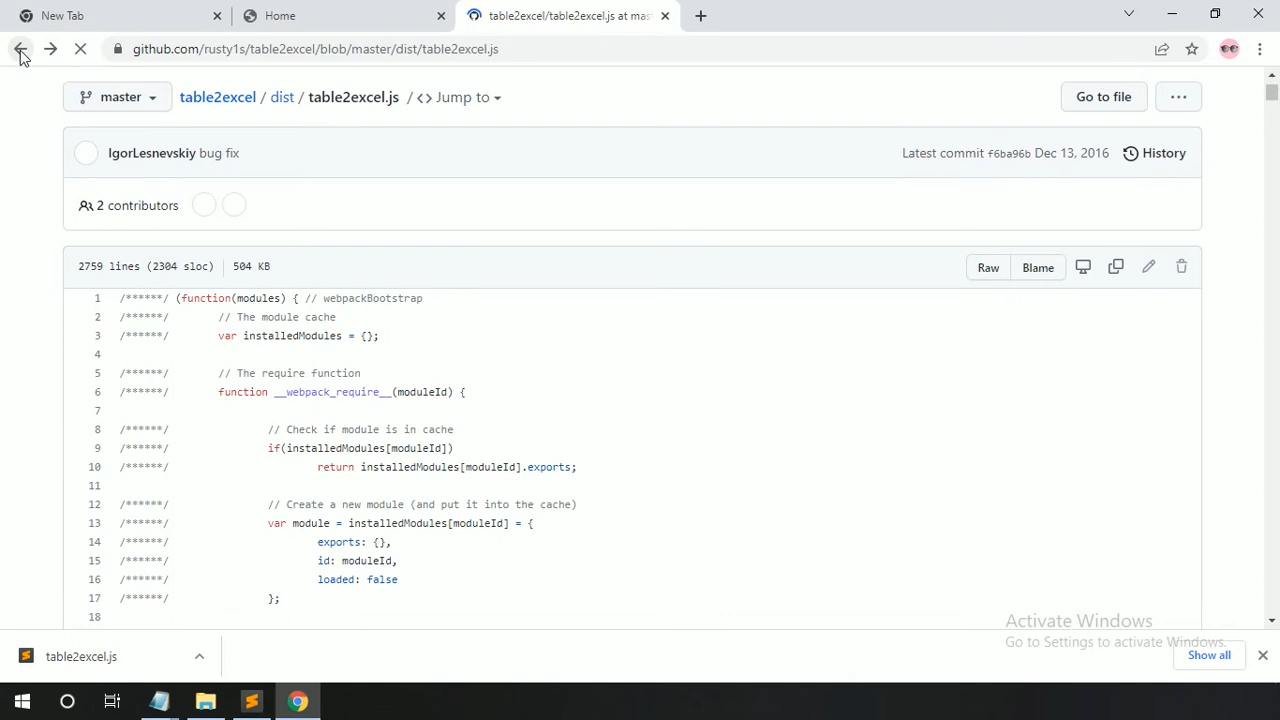 New Tab
Home
table2excel/table2excel.js at mas
github.com/rusty1s/table2excel/blob/master/dist/table2excel.js
master
table2excel / dist / table2excel.js / <> Jump to
Go to file
...
IgorLesnevskiy bug fix
Latest commit f6ba96b Dec 13, 2016
History
2 contributors
2759 lines (2304 sloc)
504 KB
Raw
Blame
1 /******/ (function(modules) { // webpackBootstrap
2 /******/ // The module cache
3 /******/ var installedModules = {};
4
5 /******/ // The require function
6 /******/ function __webpack_require__(moduleId) {
7
8 /******/ // Check if module is in cache
9 /******/ if(installedModules[moduleId])
10 /******/ return installedModules[moduleId].exports;
11
12 /******/ // Create a new module (and put it into the cache)
13 /******/ var module = installedModules[moduleId] = {
14 /******/ exports: {},
15 /******/ id: moduleId,
16 /******/ loaded: false
17 /******/ };
18
Activate Windows
Go to Settings to activate Windows.
table2excel.js
Show all